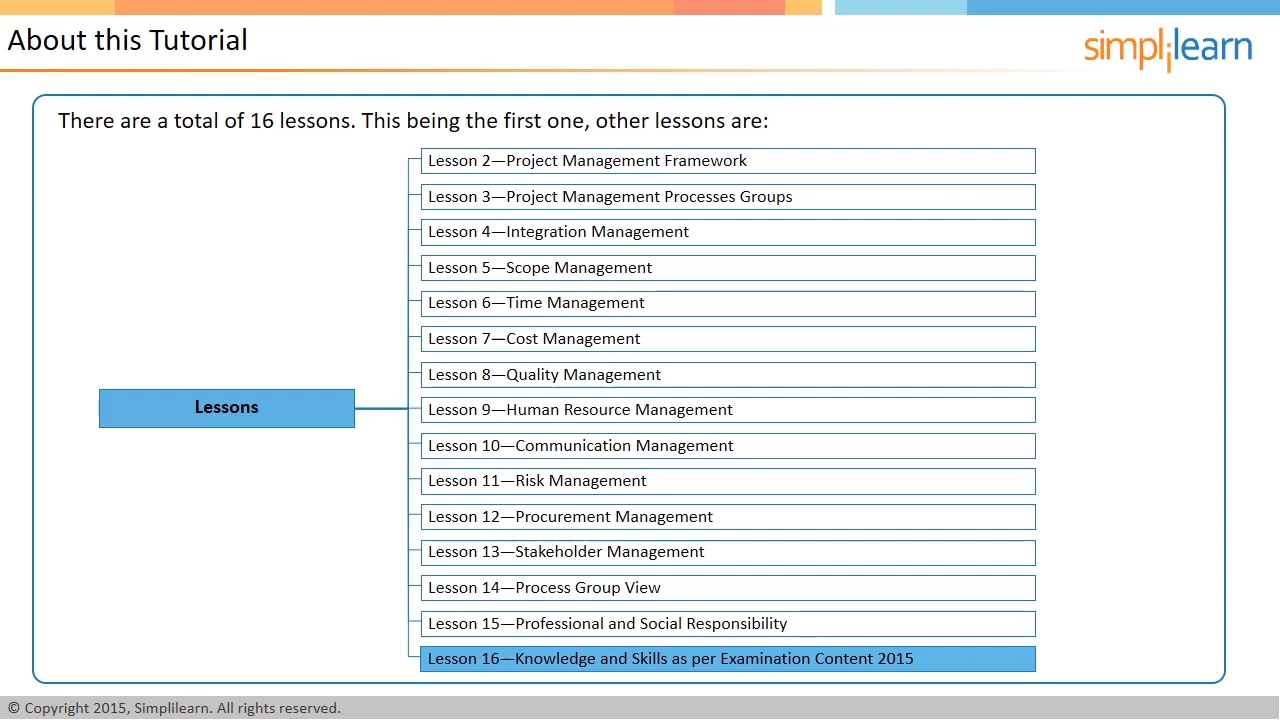 About this Tutorial
simplilearn
There are a total of 16 lessons. This being the first one, other lessons are:
Lessons
Lesson 2—Project Management Framework
Lesson 3—Project Management Processes Groups
Lesson 4—Integration Management
Lesson 5—Scope Management
Lesson 6—Time Management
Lesson 7—Cost Management
Lesson 8—Quality Management
Lesson 9—Human Resource Management
Lesson 10—Communication Management
Lesson 11—Risk Management
Lesson 12—Procurement Management
Lesson 13—Stakeholder Management
Lesson 14—Process Group View
Lesson 15—Professional and Social Responsibility
Lesson 16—Knowledge and Skills as per Examination Content 2015
© Copyright 2015, Simplilearn. All rights reserved.